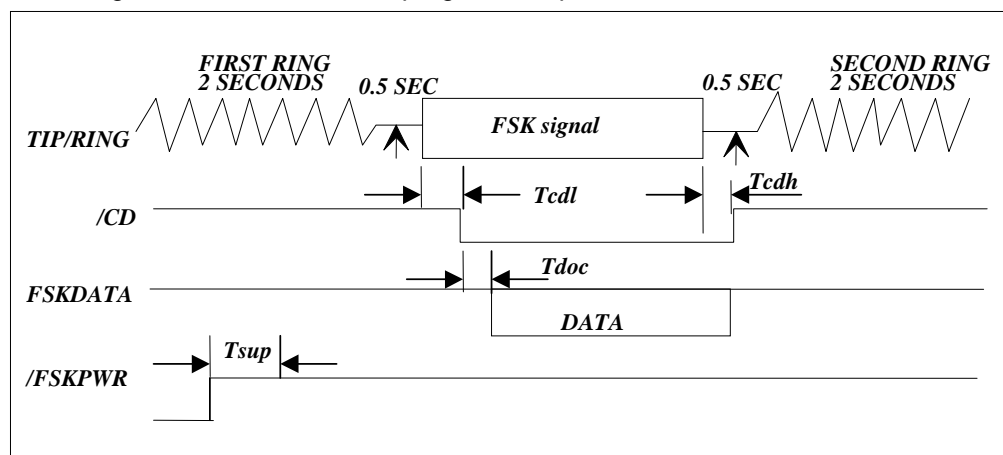 FIRST RING
2 SECONDS
0.5 SEC
0.5 SEC
SECOND RING
2 SECONDS
TIP/RING
FSK signal
Tcdl
Tcdh
/CD
Tdoc
FSKDATA
DATA
Tsup
/FSKPWR